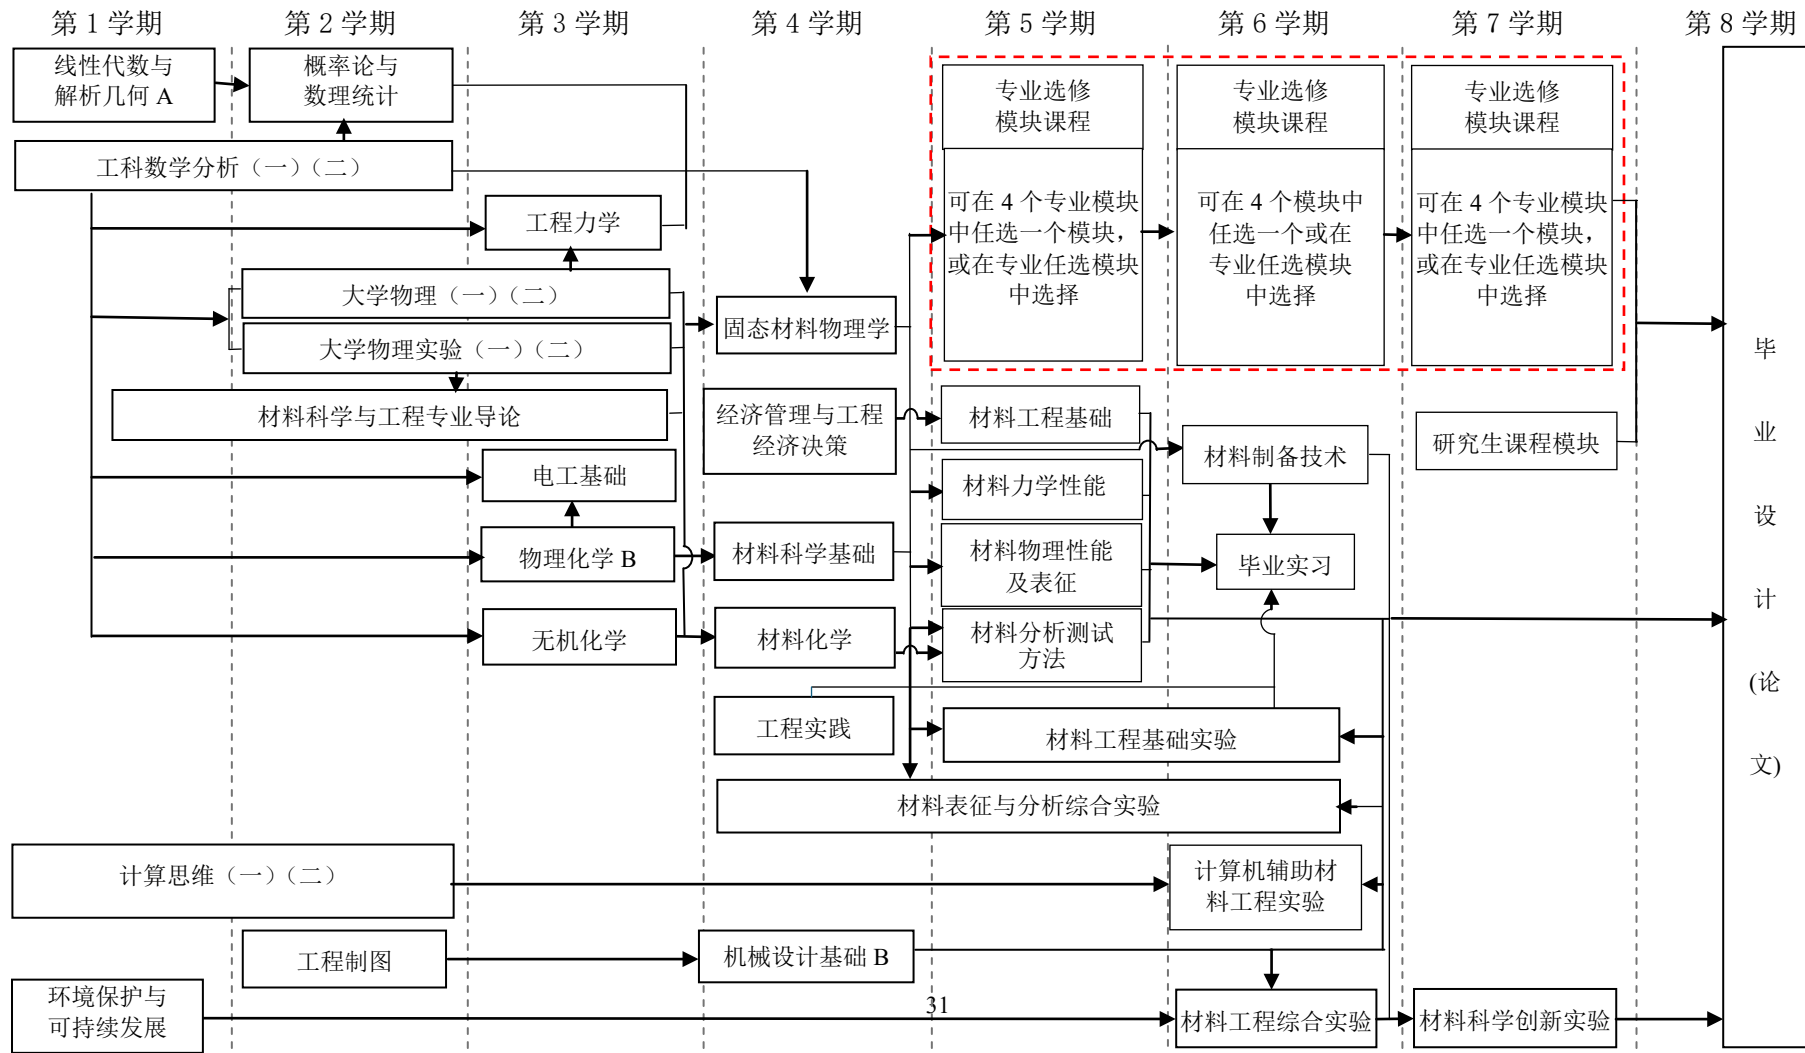 第 1 学期
第 2 学期
第 3 学期
第 4 学期
第 5 学期
第 6 学期
第 7 学期
第 8 学期
线性代数与
解析几何 A
概率论与
数理统计
工科数学分析（一）（二）
工程力学
大学物理（一）（二）
大学物理实验（一）（二）
材料科学与工程专业导论
电工基础
物理化学 B
无机化学
固态材料物理学
经济管理与工程
经济决策
材料科学基础
材料化学
工程实践
专业选修
模块课程
可在 4 个专业模块
中任选一个模块，
或在专业任选模块
中选择
专业选修
模块课程
可在 4 个模块中
任选一个或在
专业任选模块
中选择
专业选修
模块课程
可在 4 个专业模块
中任选一个模块，
或在专业任选模块
中选择
材料工程基础
材料力学性能
材料物理性能
及表征
材料分析测试
方法
材料制备技术
毕业实习
研究生课程模块
材料工程基础实验
材料表征与分析综合实验
计算思维（一）（二）
计算机辅助材
料工程实验
工程制图
机械设计基础 B
环境保护与
可持续发展
31
材料工程综合实验
材料科学创新实验
毕
业
设
计
(论
文)